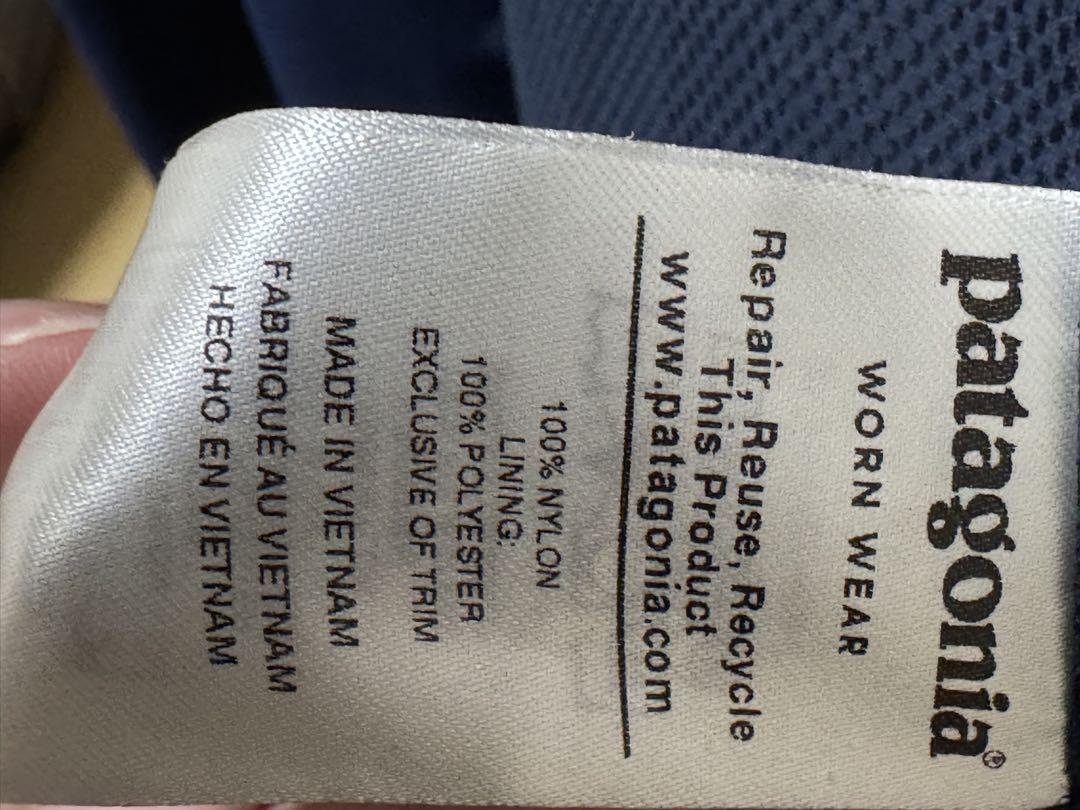 patagonia®
WORN WEAR
Repair, Reuse, Recycle
This Product
www.patagonia.com
100% NYLON
LINING:
100% POLYESTER
EXCLUSIVE OF TRIM
MADE IN VIETNAM
FABRIQUÉ AU VIETNAM
HECHO EN VIETNAM